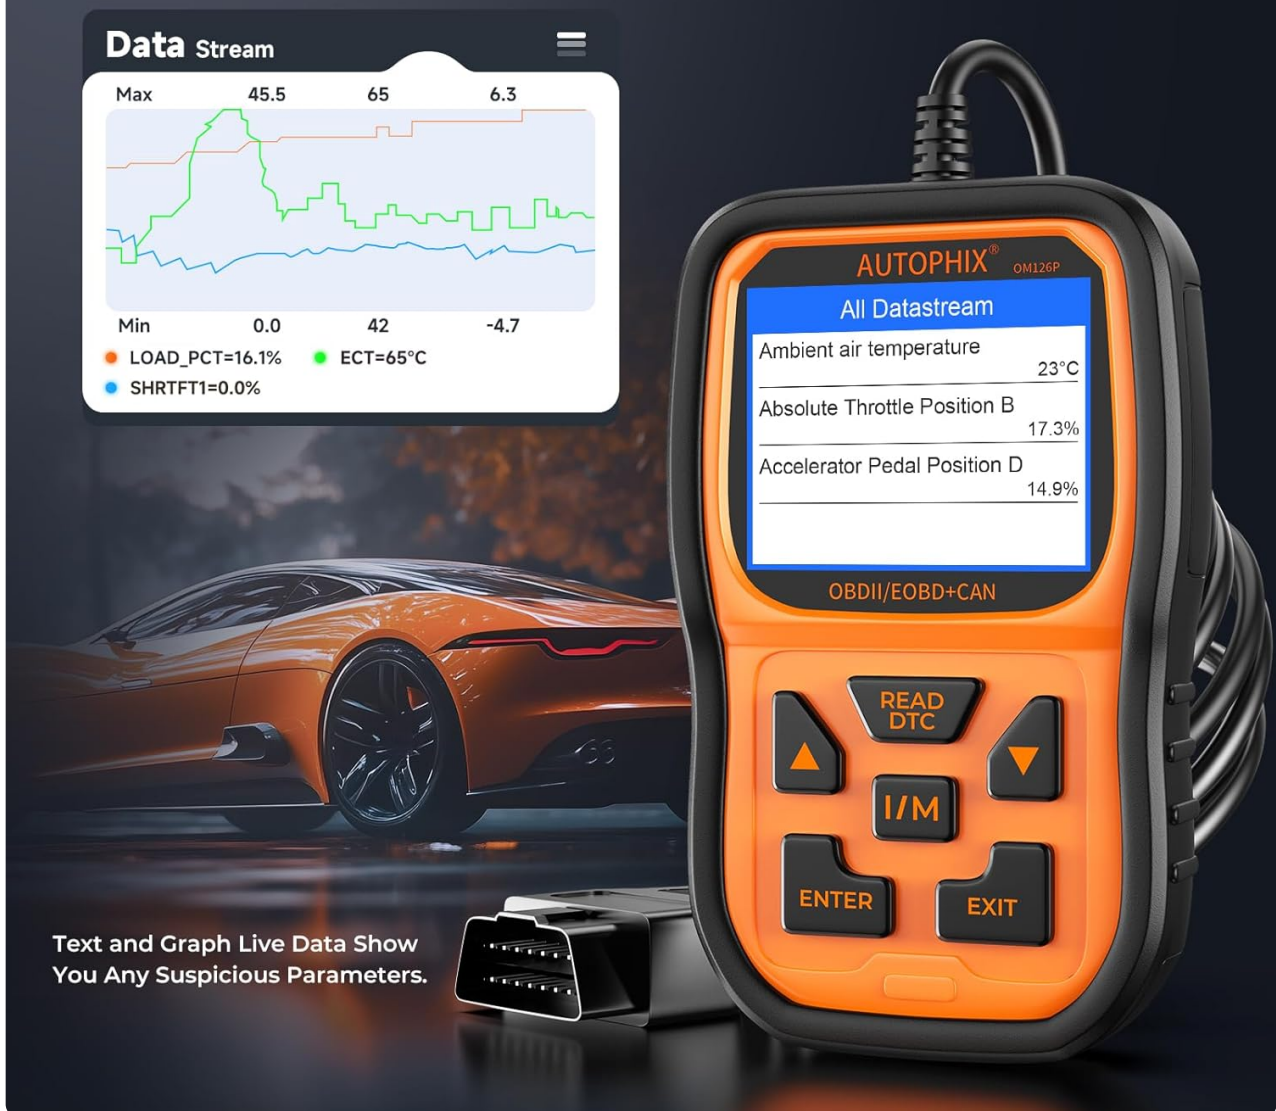 Data Stream
Max 45.5 65 6.3
Min 0.0 42 -4.7
LOAD_PCT=16.1% ECT=65°C
SHRTFT1=0.0%
AUTOPHIX® OM126P
All Datastream
Ambient air temperature
23°C
Absolute Throttle Position B
17.3%
Accelerator Pedal Position D
14.9%
OBDII/EOBD+CAN
READ
DTC
I/M
ENTER
EXIT
Text and Graph Live Data Show
You Any Suspicious Parameters.